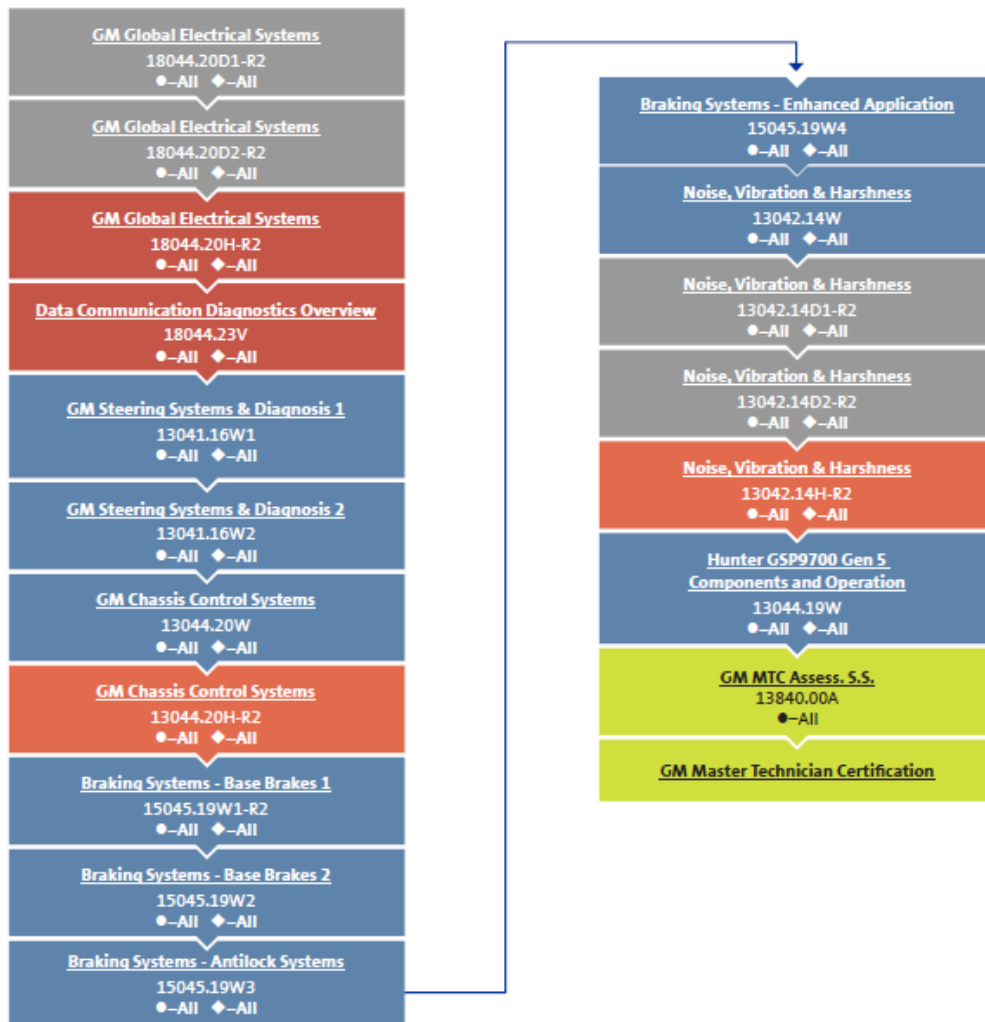 GM Global Electrical Systems
18044.20D1-R2
●–All ◆–All
GM Global Electrical Systems
18044.20D2-R2
●–All ◆–All
GM Global Electrical Systems
18044.20H-R2
●–All ◆–All
Data Communication Diagnostics Overview
18044.23V
●–All ◆–All
GM Steering Systems & Diagnosis 1
13041.16W1
●–All ◆–All
GM Steering Systems & Diagnosis 2
13041.16W2
●–All ◆–All
GM Chassis Control Systems
13044.20W
●–All ◆–All
GM Chassis Control Systems
13044.20H-R2
●–All ◆–All
Braking Systems - Base Brakes 1
15045.19W1-R2
●–All ◆–All
Braking Systems - Base Brakes 2
15045.19W2
●–All ◆–All
Braking Systems - Antilock Systems
15045.19W3
●–All ◆–All
Braking Systems - Enhanced Application
15045.19W4
●–All ◆–All
Noise, Vibration & Harshness
13042.14W
●–All ◆–All
Noise, Vibration & Harshness
13042.14D1-R2
●–All ◆–All
Noise, Vibration & Harshness
13042.14D2-R2
●–All ◆–All
Noise, Vibration & Harshness
13042.14H-R2
●–All ◆–All
Hunter GSP9700 Gen 5
Components and Operation
13044.19W
●–All ◆–All
GM MTC Assess. S.S.
13840.00A
●–All
GM Master Technician Certification